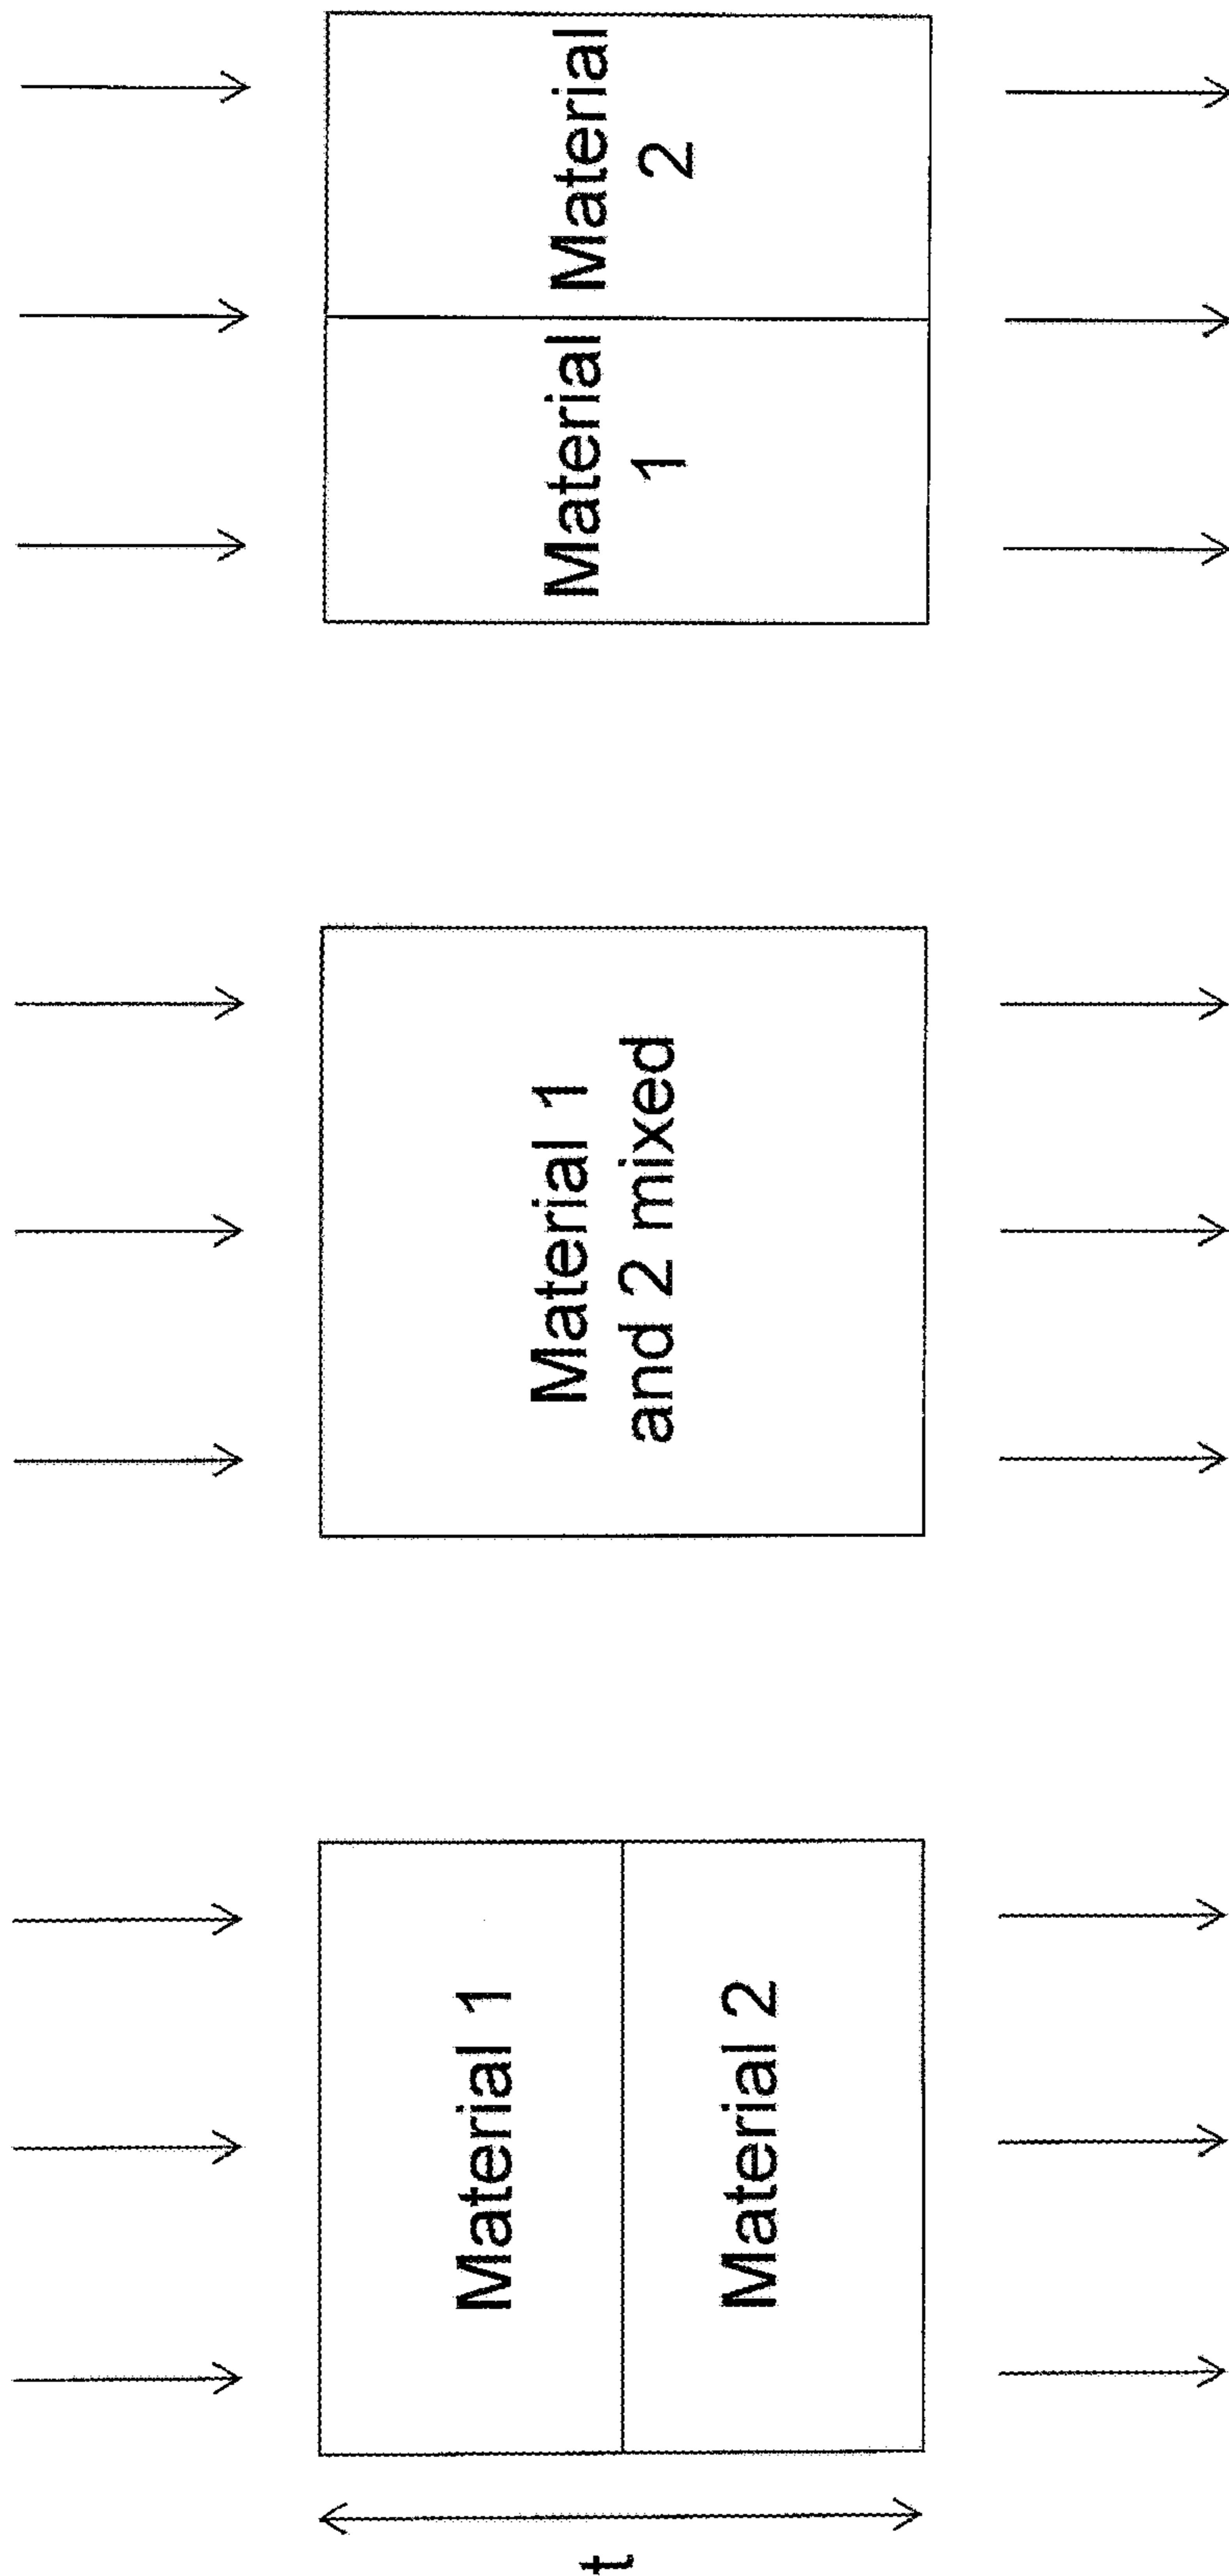 t
Material 1
Material 2
Material 1
and 2 mixed
Material
1
Material
2